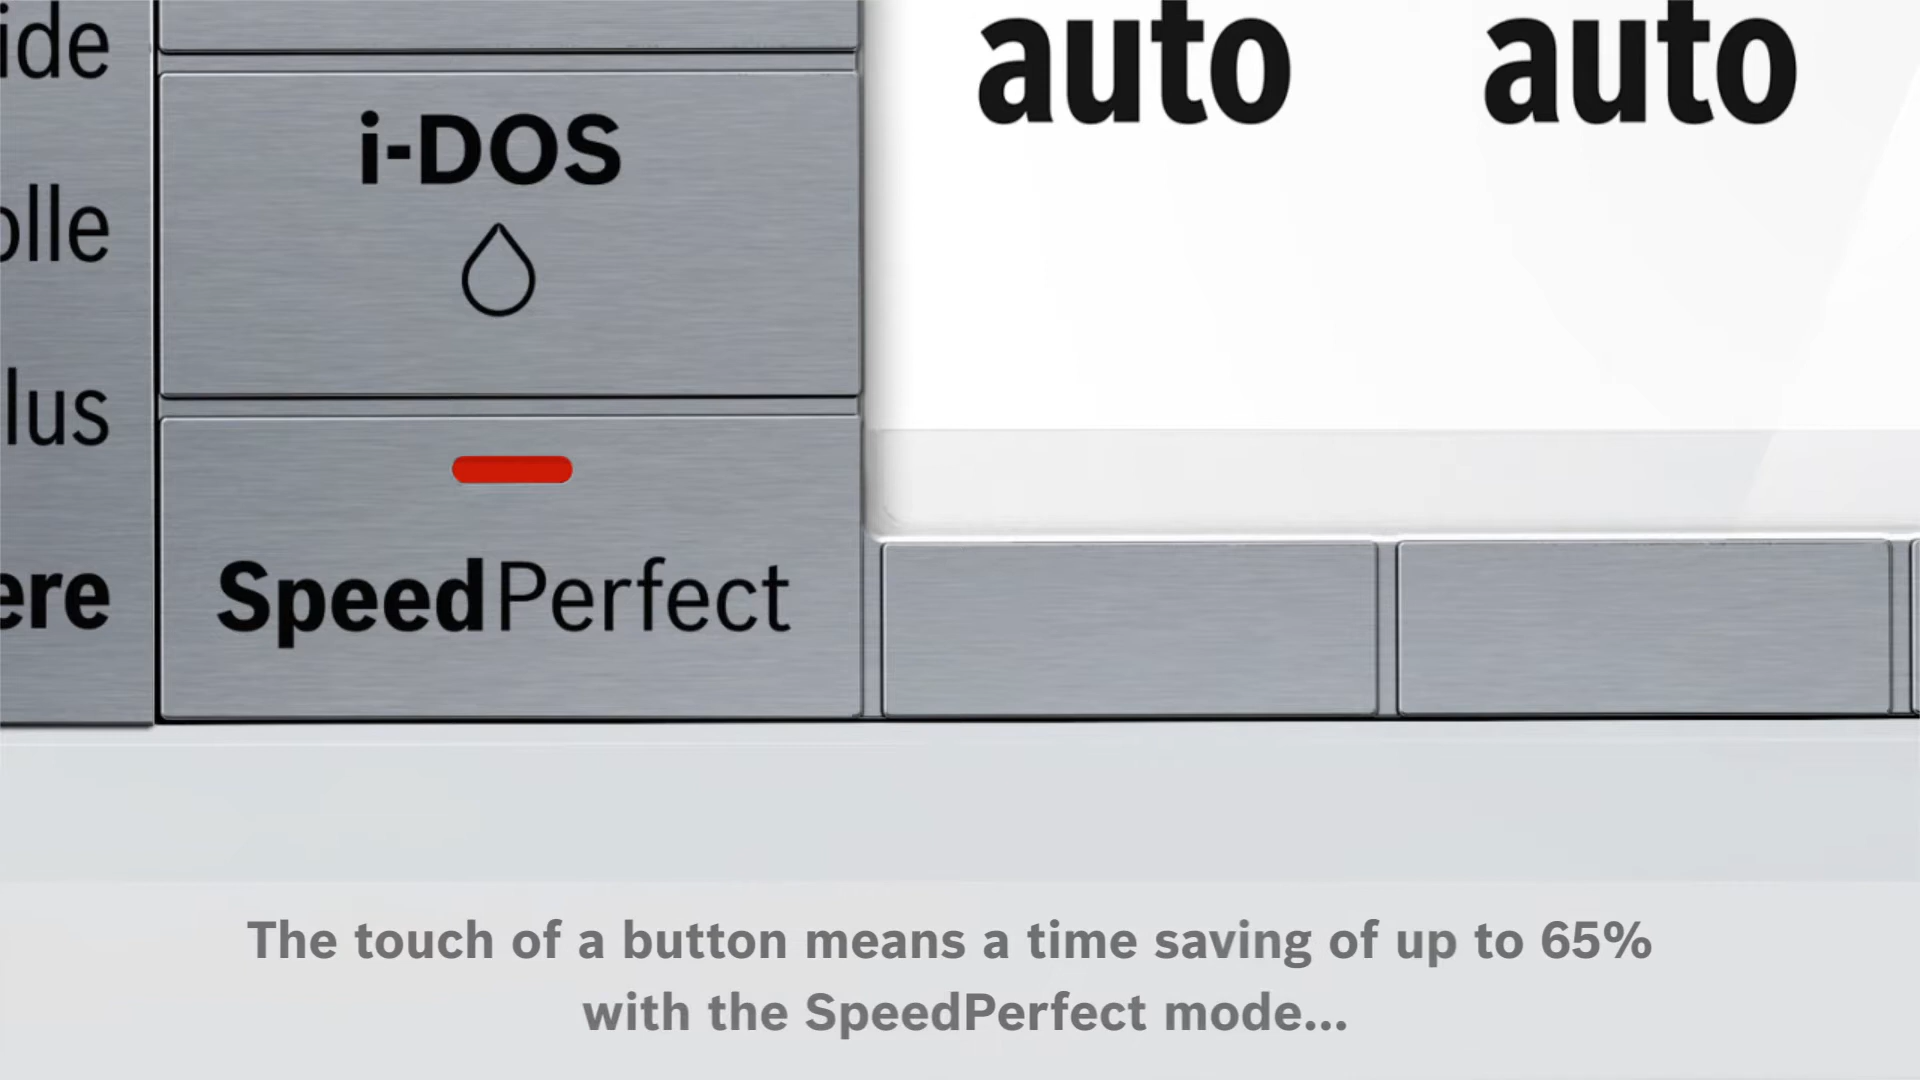 ide
auto auto
i-DOS
olle
lus
SpeedPerfect
ere
The touch of a button means a time saving of up to 65%
with the SpeedPerfect mode...